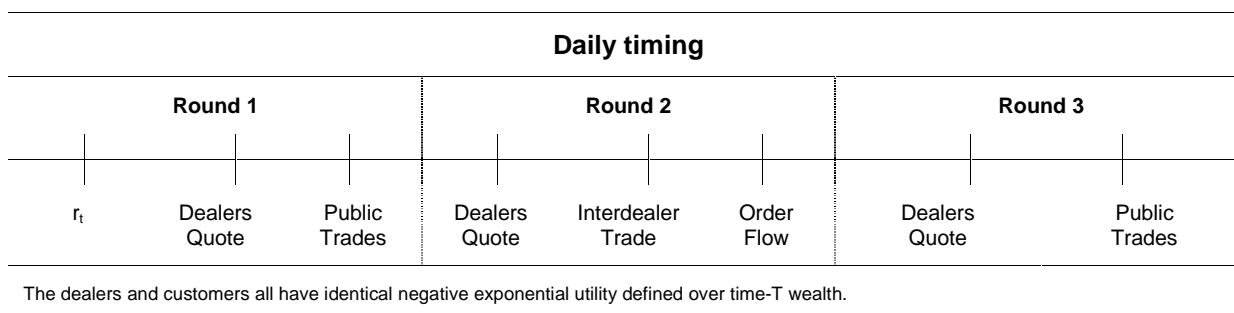 Daily timing
Round 1 Round 2 Round 3
r_t Dealers Public Dealers Interdealer Order Dealers Public
Quote Trades Quote Trade Flow Quote Trades
The dealers and customers all have identical negative exponential utility defined over time-T wealth.